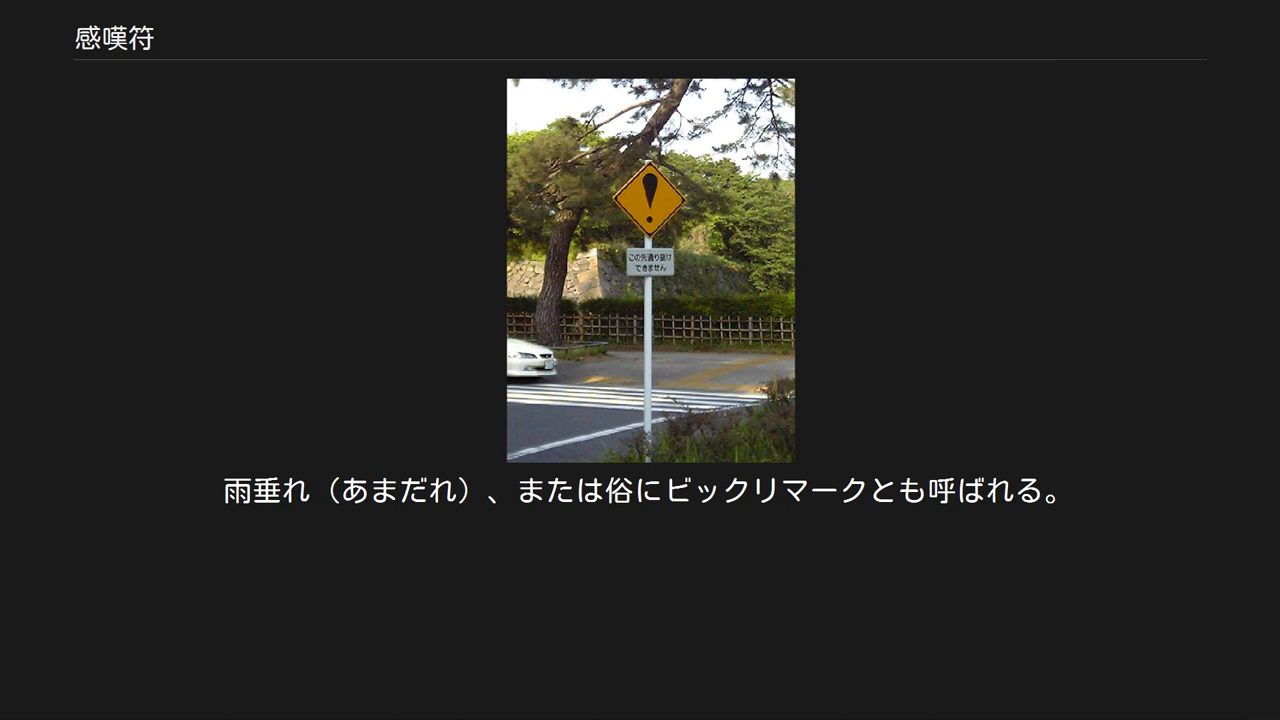 感嘆符
!
この先通り抜け
できません
雨垂れ（あまだれ）、または俗にビックリマークとも呼ばれる。